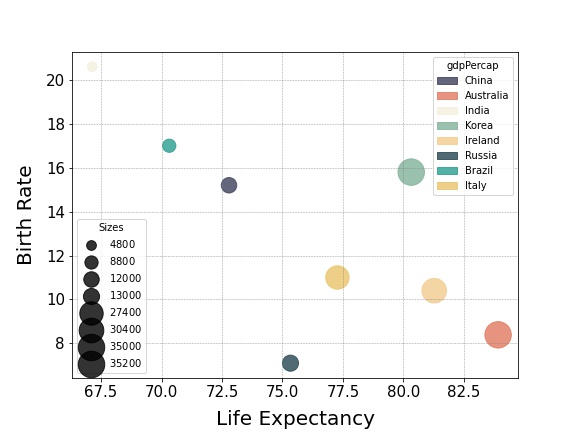 gdpPercap
China
Australia
India
Korea
Ireland
Russia
Brazil
Italy
Birth Rate
20
18
16
14
12
10
8
Sizes
4800
8800
12000
13000
27400
30400
35000
35200
67.5 70.0 72.5 75.0 77.5 80.0 82.5
Life Expectancy